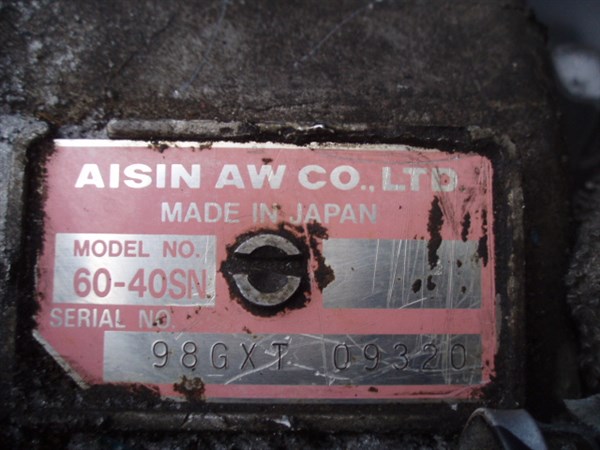 AISIN AW CO., LTD.
MADE IN JAPAN
MODEL NO.
60-40SN
SERIAL NO.
98GXT 09320